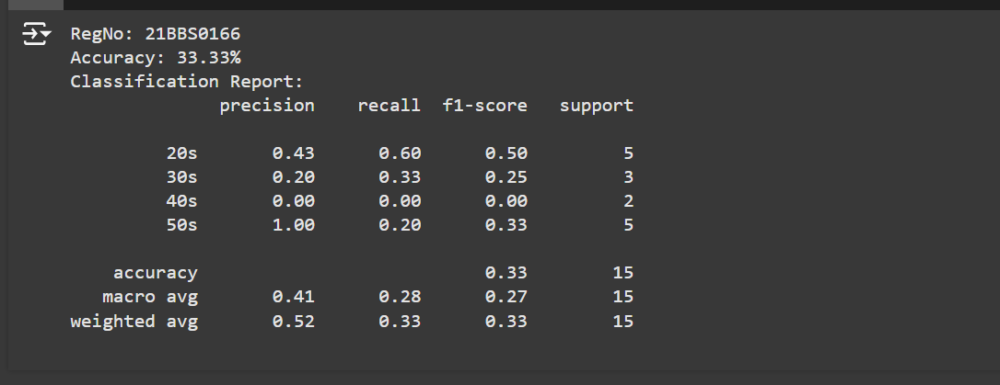 RegNo: 21BBS0166
Accuracy: 33.33%
Classification Report:
precision recall f1-score support
20s 0.43 0.60 0.50 5
30s 0.20 0.33 0.25 3
40s 0.00 0.00 0.00 2
50s 1.00 0.20 0.33 5
accuracy 0.33 15
macro avg 0.41 0.28 0.27 15
weighted avg 0.52 0.33 0.33 15